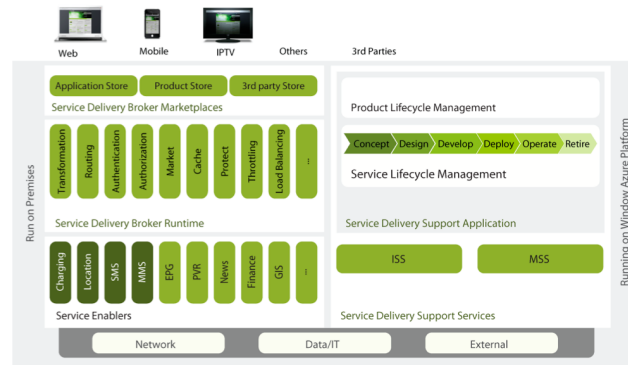 Web
Mobile
IPTV
Others
3rd Parties
Run on Premises
Application Store
Product Store
3rd party Store
Service Delivery Broker Marketplaces
Transformation
Routing
Authentication
Authorization
Market
Cache
Protect
Throttling
Load Balancing
...
Service Delivery Broker Runtime
Charging
Location
SMS
MMS
EPG
PVR
News
Finance
GIS
...
Service Enablers
Product Lifecycle Management
Concept
Design
Develop
Deploy
Operate
Retire
Service Lifecycle Management
Service Delivery Support Application
ISS
MSS
Service Delivery Support Services
Running on Window Azure Platform
Network
Data/IT
External